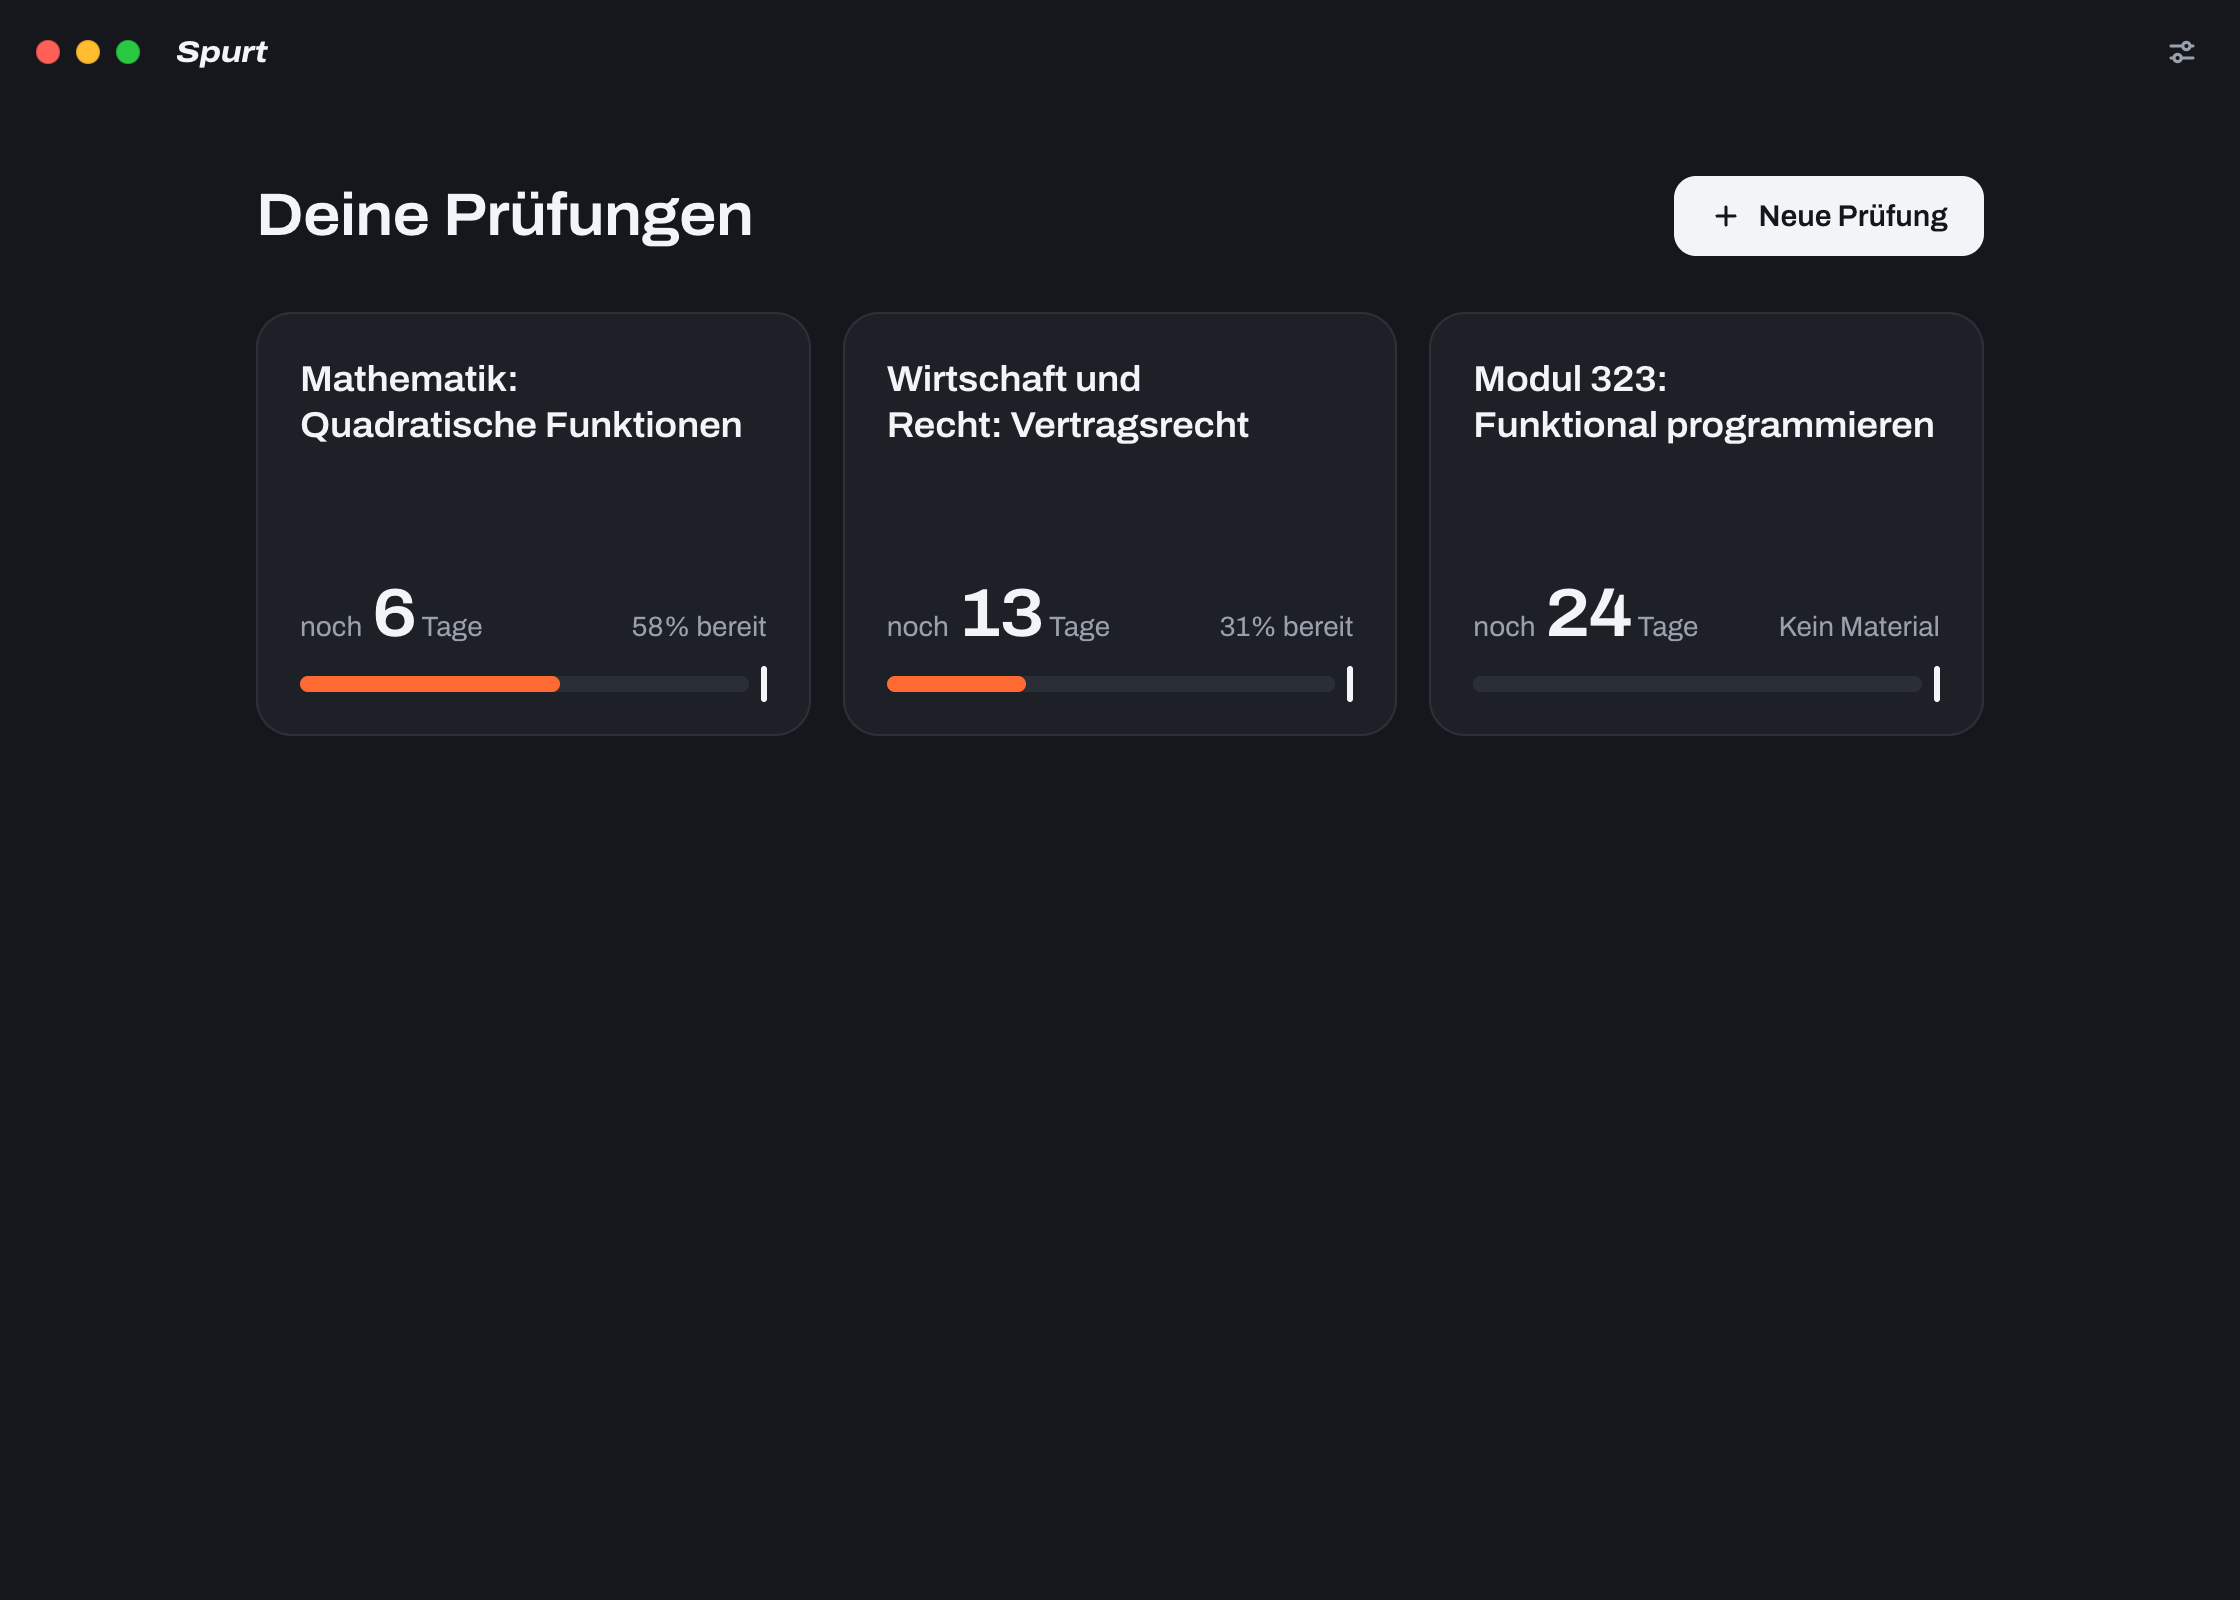 Spurt
Deine Prüfungen
+ Neue Prüfung
Mathematik:
Quadratische Funktionen
noch 6 Tage
58% bereit
Wirtschaft und
Recht: Vertragsrecht
noch 13 Tage
31% bereit
Modul 323:
Funktional programmieren
noch 24 Tage
Kein Material